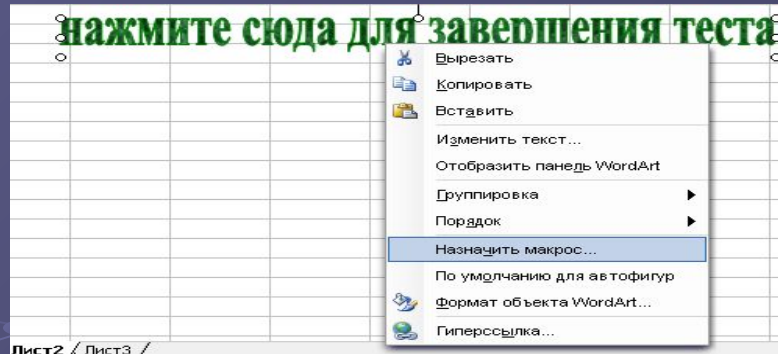 нажмите сюда для завершения теста
Вырезать
Копировать
Вставить
Изменить текст...
Отобразить панель WordArt
Группировка
Порядок
Назначить макрос...
По умолчанию для автофигур
Формат объекта WordArt...
Гиперссылка...
Лист2 / Лист3 /